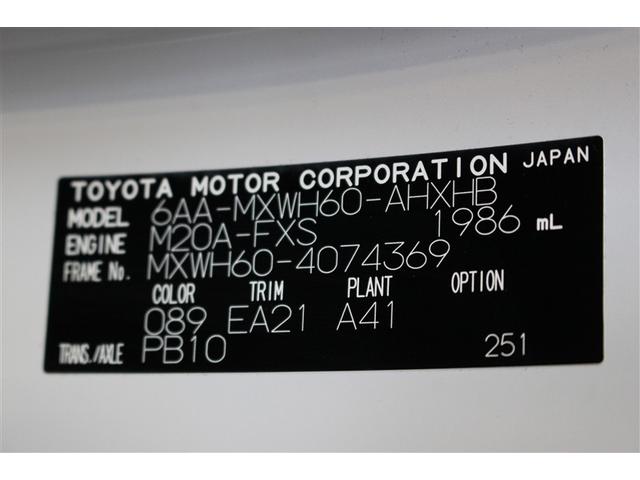 TOYOTA MOTOR CORPORATION JAPAN
MODEL 6AA-MXWH60-AHXHB
ENGINE M20A-FXS 1986 mL
FRAME No. MXWH60-4074369
COLOR TRIM PLANT OPTION
089 EA21 A41
TRANS./AXLE PB10 251